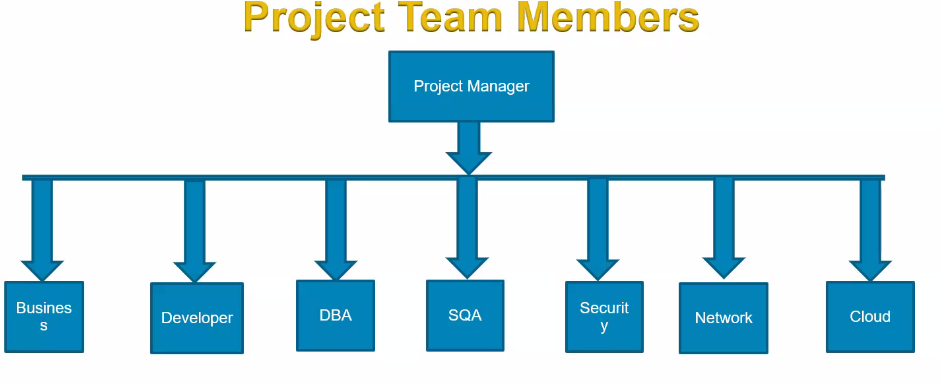 Project Team Members
Project Manager
Busines
s
Developer
DBA
SQA
Securit
y
Network
Cloud